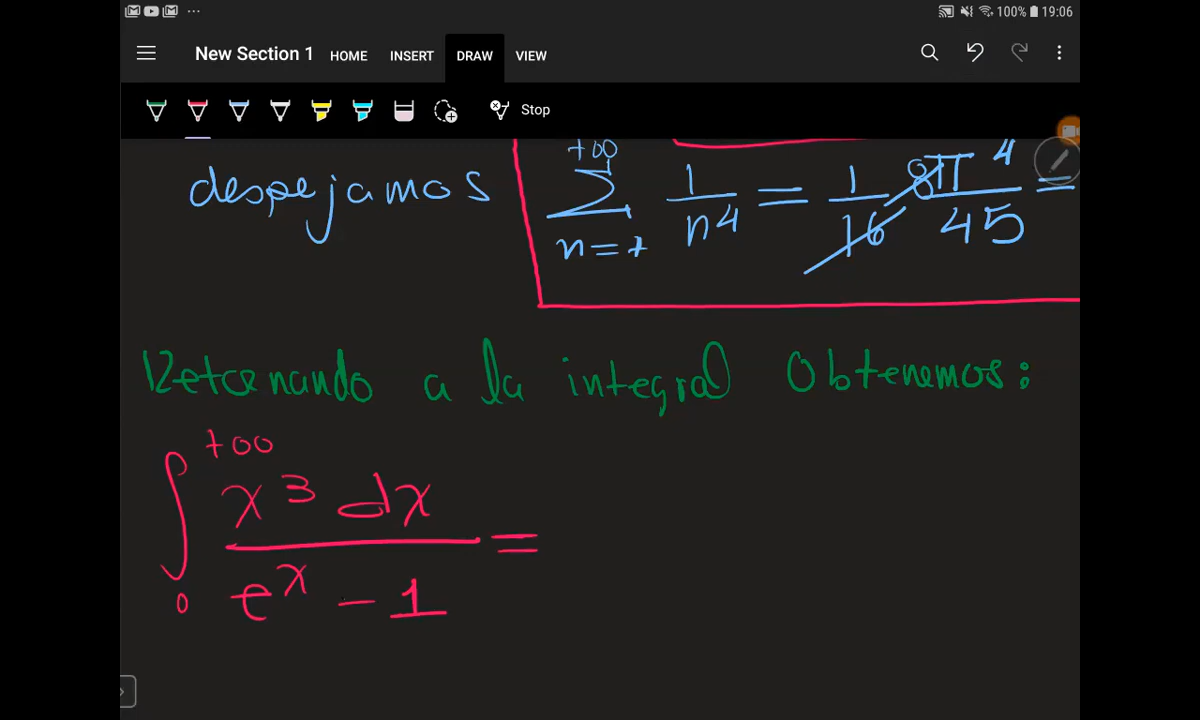 ... 100% 19:06
New Section 1 HOME INSERT DRAW VIEW
Stop
despejamos
+∞
∑ 1/n⁴ = 1/16 8π⁴/45 =
n=1
Retornando a la integral Obtenemos:
+∞
∫ x³ dx / eˣ - 1 =
0